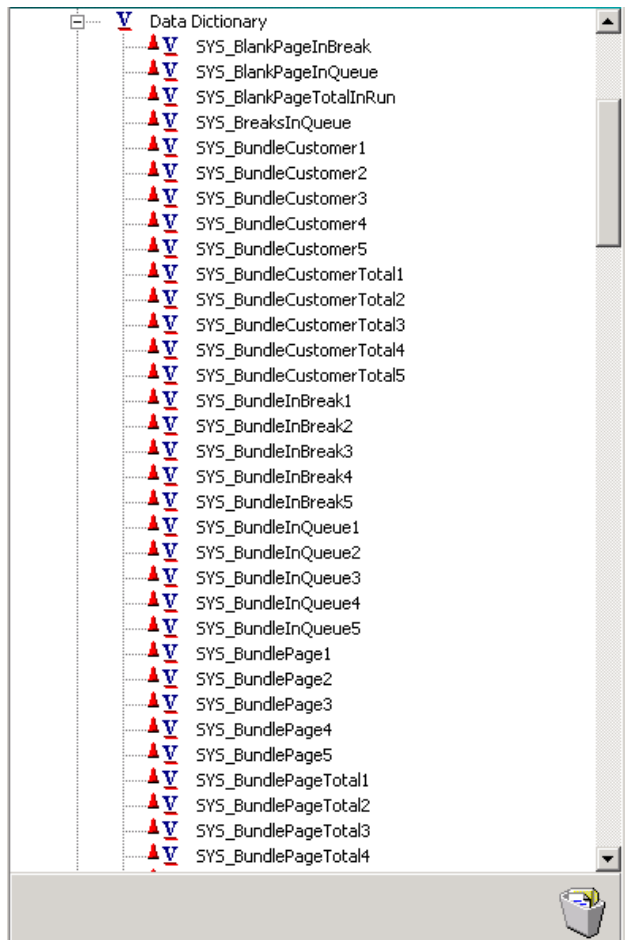 Data Dictionary
SYS_BlankPageInBreak
SYS_BlankPageInQueue
SYS_BlankPageTotalInRun
SYS_BreaksInQueue
SYS_BundleCustomer1
SYS_BundleCustomer2
SYS_BundleCustomer3
SYS_BundleCustomer4
SYS_BundleCustomer5
SYS_BundleCustomerTotal1
SYS_BundleCustomerTotal2
SYS_BundleCustomerTotal3
SYS_BundleCustomerTotal4
SYS_BundleCustomerTotal5
SYS_BundleInBreak1
SYS_BundleInBreak2
SYS_BundleInBreak3
SYS_BundleInBreak4
SYS_BundleInBreak5
SYS_BundleInQueue1
SYS_BundleInQueue2
SYS_BundleInQueue3
SYS_BundleInQueue4
SYS_BundleInQueue5
SYS_BundlePage1
SYS_BundlePage2
SYS_BundlePage3
SYS_BundlePage4
SYS_BundlePage5
SYS_BundlePageTotal1
SYS_BundlePageTotal2
SYS_BundlePageTotal3
SYS_BundlePageTotal4